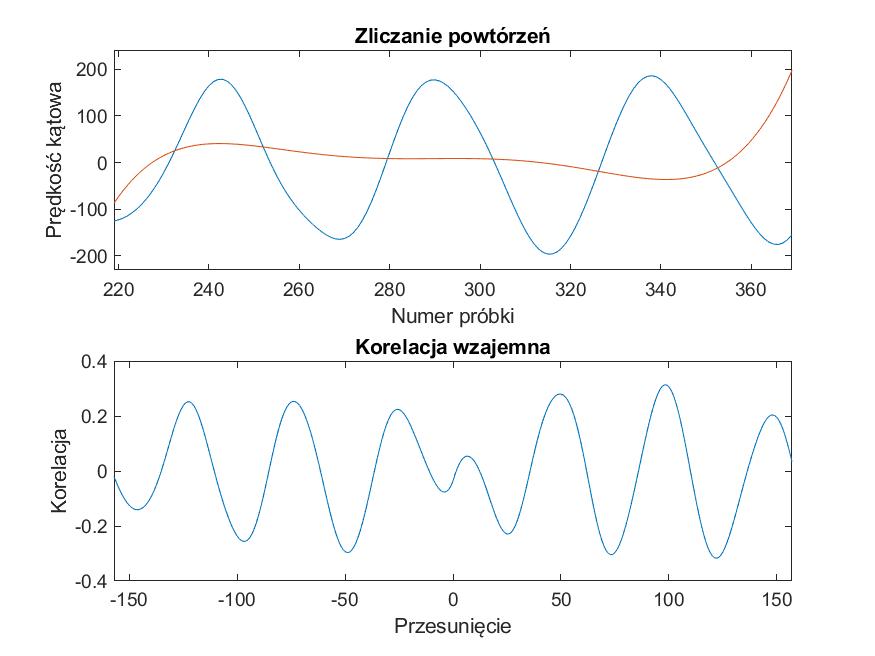 Zliczanie powtórzeń
Prędkość kątowa
200
100
0
-100
-200
220 240 260 280 300 320 340 360
Numer próbki
Korelacja wzajemna
Korelacja
0.4
0.2
0
-0.2
-0.4
-150 -100 -50 0 50 100 150
Przesunięcie